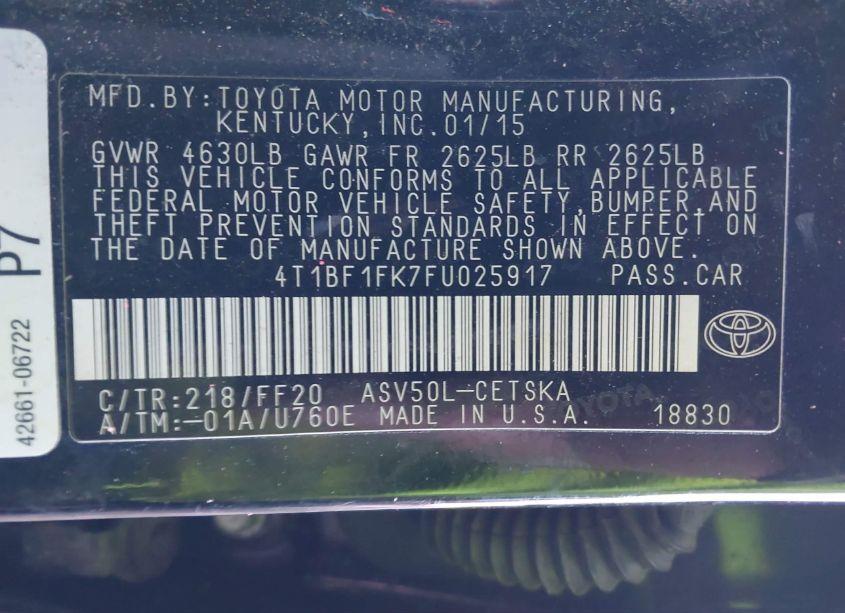 MFD.BY:TOYOTA MOTOR MANUFACTURING,
KENTUCKY,INC.01/15
GVWR 4630LB GAWR FR 2625LB RR 2625LB
THIS VEHICLE CONFORMS TO ALL APPLICABLE
FEDERAL MOTOR VEHICLE SAFETY,BUMPER,AND
THEFT PREVENTION STANDARDS IN EFFECT ON
THE DATE OF MANUFACTURE SHOWN ABOVE.
4T1BF1FK7FU025917 PASS.CAR
C/TR:218/FF20 ASV50L-CETSKA
A/TM:-01A/U760E MADE IN U.S.A. 18830
P7
42661-06722
TOYOTA